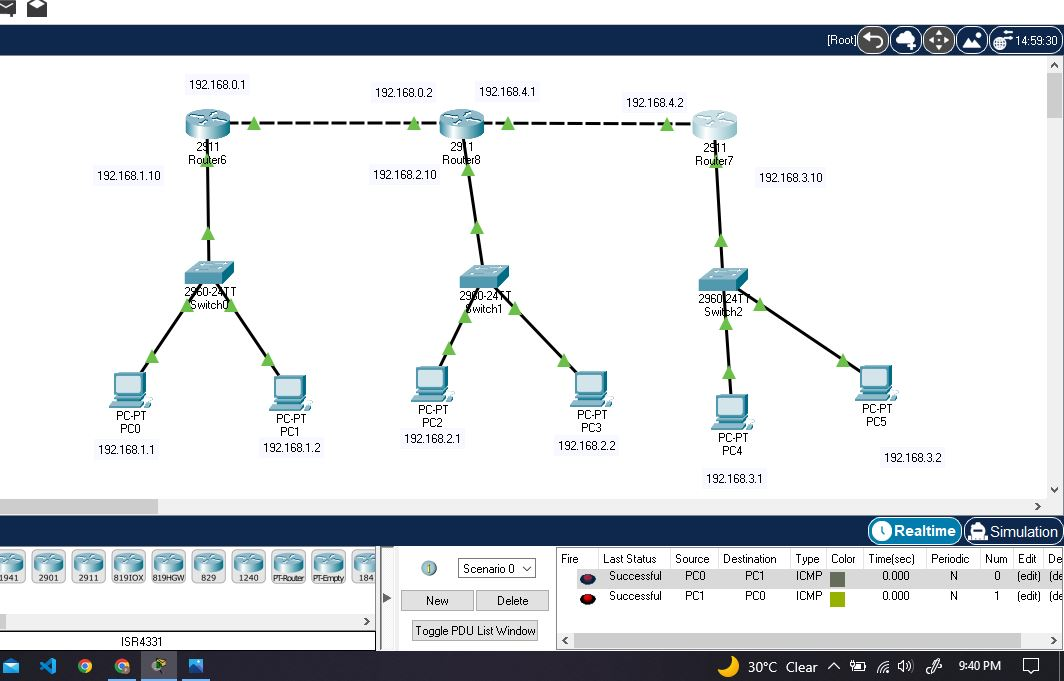 [Root]
14:59:30
192.168.0.1
192.168.0.2
192.168.4.1
192.168.4.2
2911
Router6
2911
Router8
2911
Router7
192.168.1.10
192.168.2.10
192.168.3.10
2960-24TT
Switch0
2960-24TT
Switch1
2960-24TT
Switch2
PC-PT
PC0
PC-PT
PC1
PC-PT
PC2
PC-PT
PC3
PC-PT
PC4
PC-PT
PC5
192.168.1.1
192.168.1.2
192.168.2.1
192.168.2.2
192.168.3.1
192.168.3.2
Realtime
Simulation
1941
2901
2911
819IOX
819HGW
829
1240
PT-Router
PT-Empty
184
ISR4331
Scenario 0
New
Delete
Toggle PDU List Window
Fire Last Status Source Destination Type Color Time(sec) Periodic Num Edit De
Successful PC0 PC1 ICMP 0.000 N 0 (edit) (de
Successful PC1 PC0 ICMP 0.000 N 1 (edit) (de
30°C Clear
9:40 PM